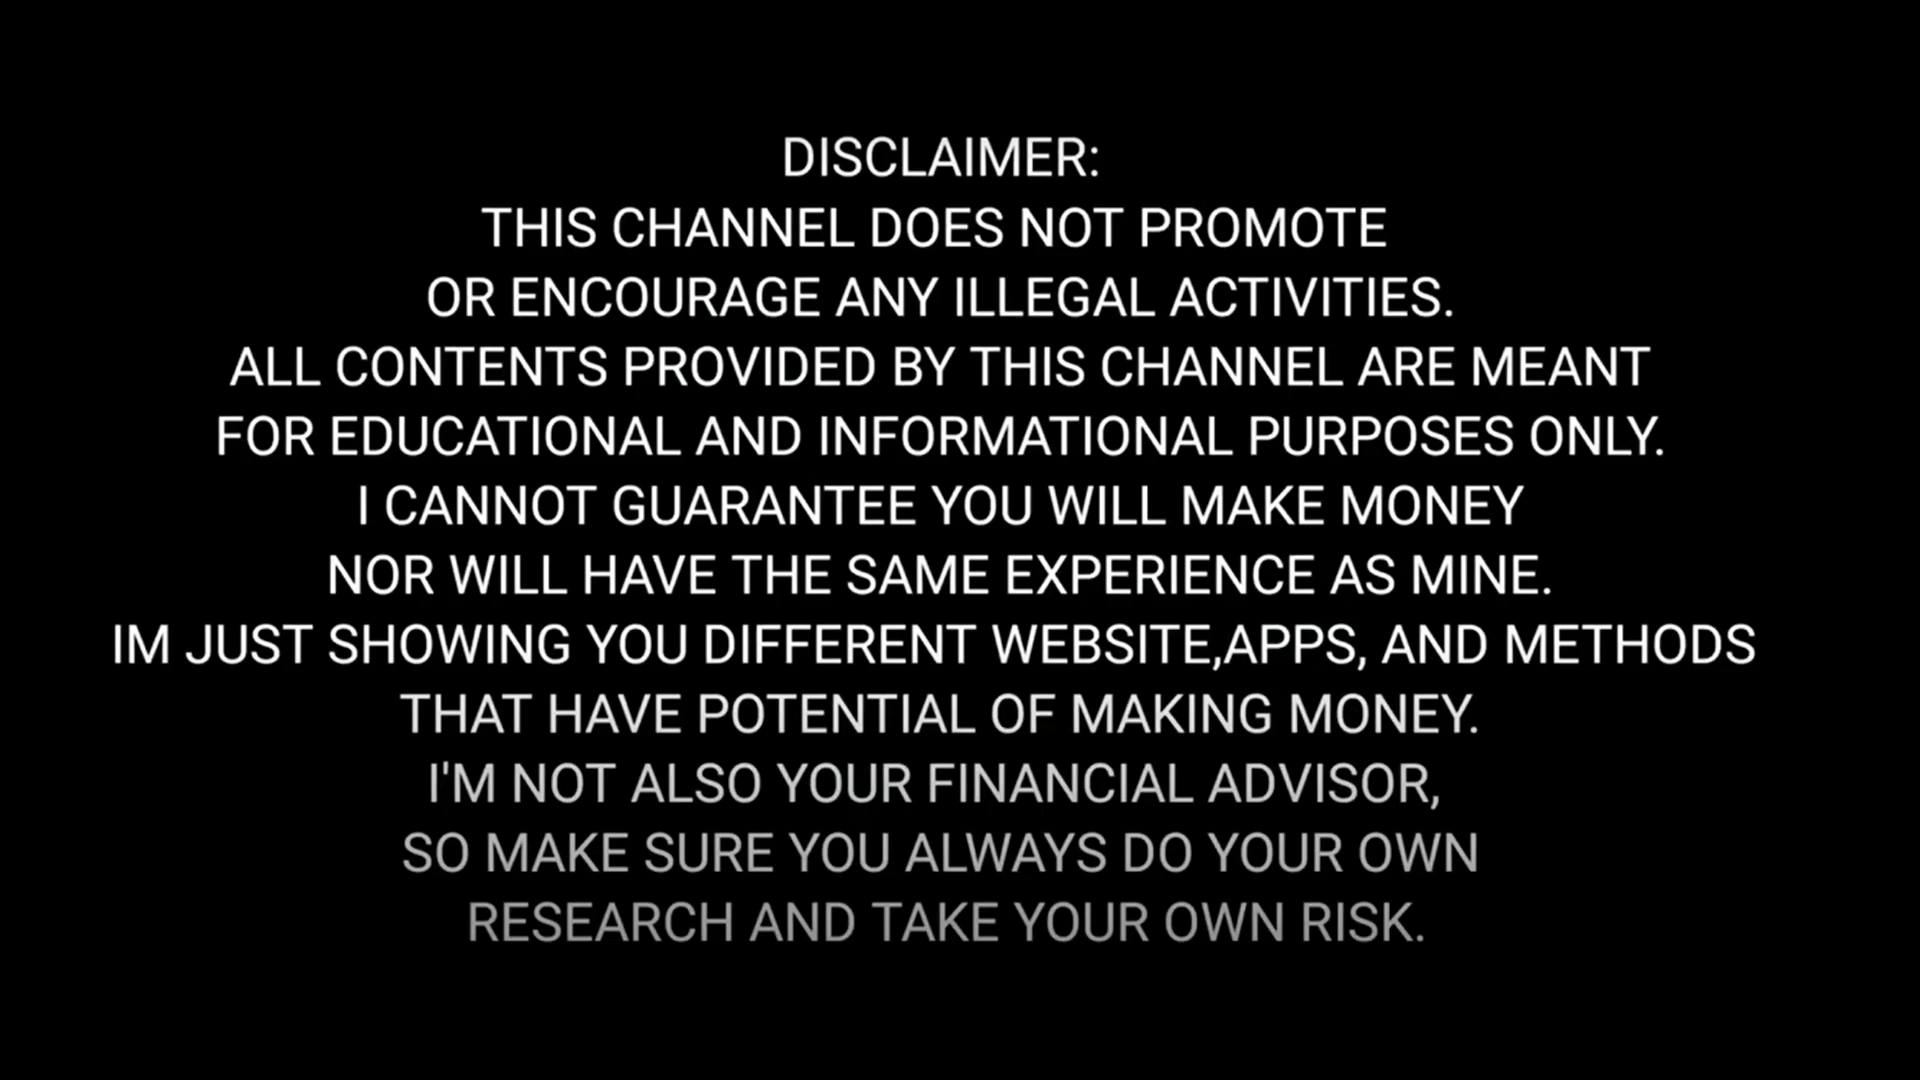 DISCLAIMER:
THIS CHANNEL DOES NOT PROMOTE
OR ENCOURAGE ANY ILLEGAL ACTIVITIES.
ALL CONTENTS PROVIDED BY THIS CHANNEL ARE MEANT
FOR EDUCATIONAL AND INFORMATIONAL PURPOSES ONLY.
I CANNOT GUARANTEE YOU WILL MAKE MONEY
NOR WILL HAVE THE SAME EXPERIENCE AS MINE.
IM JUST SHOWING YOU DIFFERENT WEBSITE,APPS, AND METHODS
THAT HAVE POTENTIAL OF MAKING MONEY.
I'M NOT ALSO YOUR FINANCIAL ADVISOR,
SO MAKE SURE YOU ALWAYS DO YOUR OWN
RESEARCH AND TAKE YOUR OWN RISK.